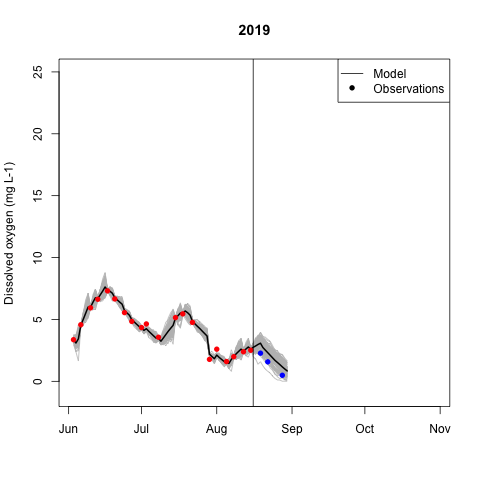 2019
Model
Observations
Dissolved oxygen (mg L-1)
25
20
15
10
5
0
Jun Jul Aug Sep Oct Nov